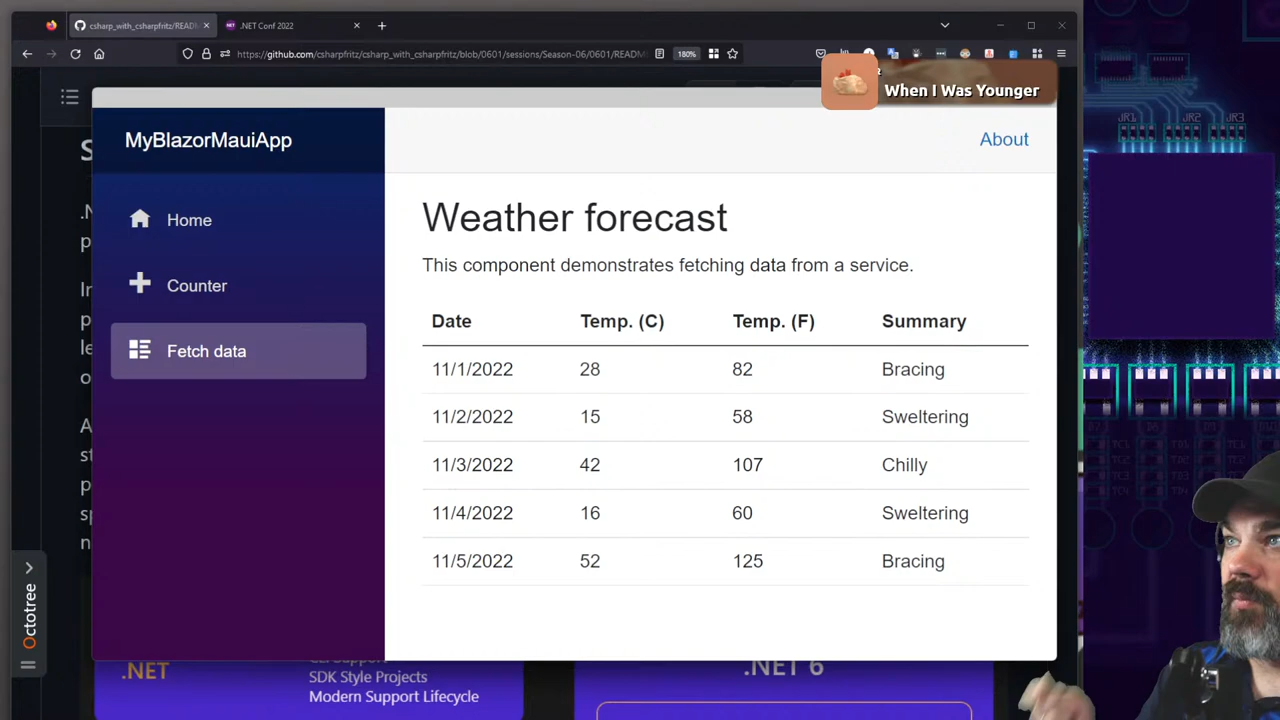 csharp_with_csharpfritz/READM
.NET Conf 2022
https://github.com/csharpfritz/csharp_with_csharpfritz/blob/0601/sessions/Season-06/0601/READM
180%
When I Was Younger
MyBlazorMauiApp
About
Home
Counter
Fetch data
Weather forecast
This component demonstrates fetching data from a service.
Date Temp. (C) Temp. (F) Summary
11/1/2022 28 82 Bracing
11/2/2022 15 58 Sweltering
11/3/2022 42 107 Chilly
11/4/2022 16 60 Sweltering
11/5/2022 52 125 Bracing
Octotree
.NET
SDK Style Projects
Modern Support Lifecycle
.NET 6
JR1 JR2 JR3